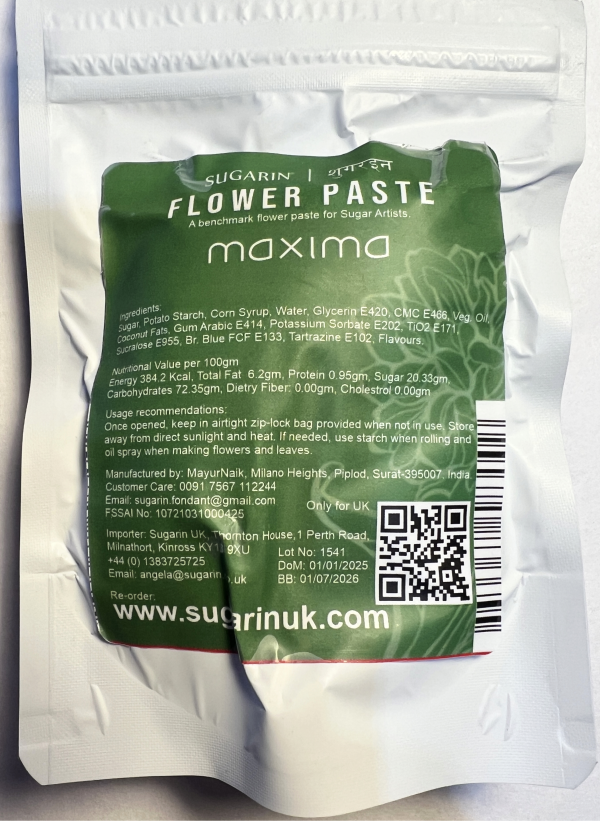 SUGARIN™ | शुगरइन
FLOWER PASTE
A benchmark flower paste for Sugar Artists.
maxima
Ingredients:
Sugar, Potato Starch, Corn Syrup, Water, Glycerin E420, CMC E466, Veg. Oil,
Coconut Fats, Gum Arabic E414, Potassium Sorbate E202, TiO2 E171,
Sucralose E955, Br. Blue FCF E133, Tartrazine E102, Flavours.
Nutritional Value per 100gm
Energy 384.2 Kcal, Total Fat 6.2gm, Protein 0.95gm, Sugar 20.33gm,
Carbohydrates 72.35gm, Dietry Fiber: 0.00gm, Cholestrol 0.00gm
Usage recommendations:
Once opened, keep in airtight zip-lock bag provided when not in use. Store
away from direct sunlight and heat. If needed, use starch when rolling and
oil spray when making flowers and leaves.
Manufactured by: MayurNaik, Milano Heights, Piplod, Surat-395007. India.
Customer Care: 0091 7567 112244
Email: sugarin.fondant@gmail.com
FSSAI No: 10721031000425
Only for UK
Importer: Sugarin UK, Thornton House,1 Perth Road,
Milnathort, Kinross KY13 9XU
+44 (0) 1383725725
Email: angela@sugarin .uk
Lot No: 1541
DoM: 01/01/2025
BB: 01/07/2026
Re-order:
www.sugarinuk.com